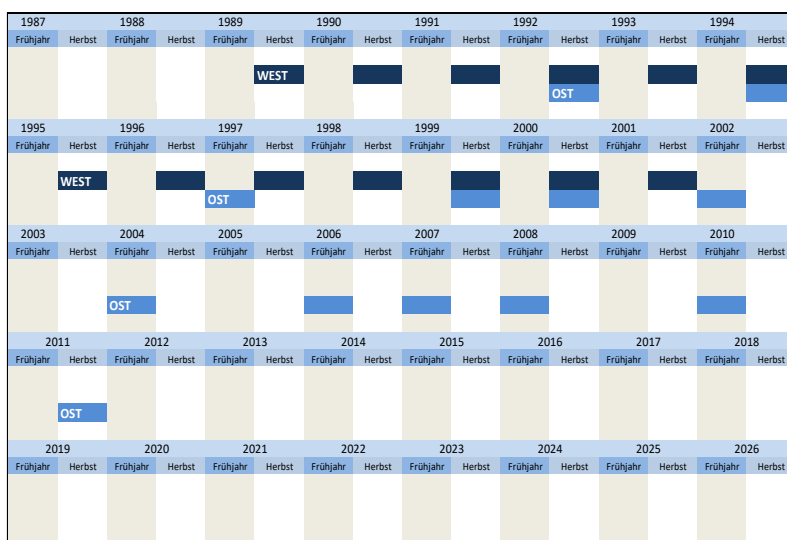 1987 1988 1989 1990 1991 1992 1993 1994
Frühjahr Herbst Frühjahr Herbst Frühjahr Herbst Frühjahr Herbst Frühjahr Herbst Frühjahr Herbst Frühjahr Herbst Frühjahr Herbst
WEST
OST
1995 1996 1997 1998 1999 2000 2001 2002
Frühjahr Herbst Frühjahr Herbst Frühjahr Herbst Frühjahr Herbst Frühjahr Herbst Frühjahr Herbst Frühjahr Herbst Frühjahr Herbst
WEST
OST
2003 2004 2005 2006 2007 2008 2009 2010
Frühjahr Herbst Frühjahr Herbst Frühjahr Herbst Frühjahr Herbst Frühjahr Herbst Frühjahr Herbst Frühjahr Herbst Frühjahr Herbst
OST
2011 2012 2013 2014 2015 2016 2017 2018
Frühjahr Herbst Frühjahr Herbst Frühjahr Herbst Frühjahr Herbst Frühjahr Herbst Frühjahr Herbst Frühjahr Herbst Frühjahr Herbst
OST
2019 2020 2021 2022 2023 2024 2025 2026
Frühjahr Herbst Frühjahr Herbst Frühjahr Herbst Frühjahr Herbst Frühjahr Herbst Frühjahr Herbst Frühjahr Herbst Frühjahr Herbst